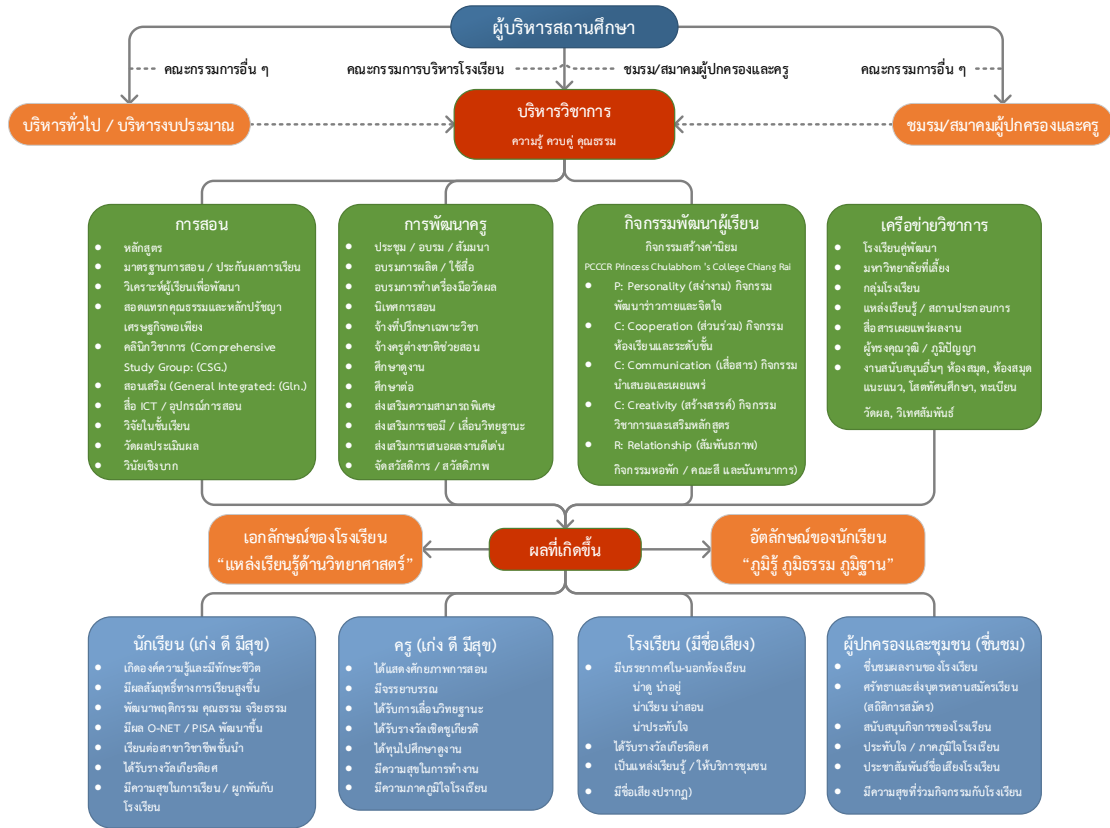 ผู้บริหารสถานศึกษา
คณะกรรมการอื่น ๆ
คณะกรรมการบริหารโรงเรียน
ชมรม/สมาคมผู้ปกครองและครู
คณะกรรมการอื่น ๆ
บริหารทั่วไป / บริหารงบประมาณ
บริหารวิชาการ
ความรู้ ควบคู่ คุณธรรม
ชมรม/สมาคมผู้ปกครองและครู
การสอน
หลักสูตร
มาตรฐานการสอน / ประกันผลการเรียน
วิเคราะห์ผู้เรียนเพื่อพัฒนา
สอดแทรกคุณธรรมและหลักปรัชญา
เศรษฐกิจพอเพียง
คลินิกวิชาการ (Comprehensive
Study Group: (CSG.)
สอนเสริม (General Integrated: (Gln.)
สื่อ ICT / อุปกรณ์การสอน
วิจัยในชั้นเรียน
วัดผลประเมินผล
วินัยเชิงบวก
การพัฒนาครู
ประชุม / อบรม / สัมมนา
อบรมการผลิต / ใช้สื่อ
อบรมการทำเครื่องมือวัดผล
นิเทศการสอน
จ้างที่ปรึกษาเฉพาะวิชา
จ้างครูต่างชาติช่วยสอน
ศึกษาดูงาน
ศึกษาต่อ
ส่งเสริมความสามารถพิเศษ
ส่งเสริมการขอมี / เลื่อนวิทยฐานะ
ส่งเสริมการเสนอผลงานดีเด่น
จัดสวัสดิการ / สวัสดิภาพ
กิจกรรมพัฒนาผู้เรียน
กิจกรรมสร้างค่านิยม
PCCCR Princess Chulabhorn 's College Chiang Rai
P: Personality (สง่างาม) กิจกรรม
พัฒนาร่าวกายและจิตใจ
C: Cooperation (ส่วนร่วม) กิจกรรม
ห้องเรียนและระดับชั้น
C: Communication (เสื่อสาร) กิจกรรม
นำเสนอและเผยแพร่
C: Creativity (สร้างสรรค์) กิจกรรม
วิชาการและเสริมหลักสูตร
R: Relationship (สัมพันธภาพ)
กิจกรรมหอพัก / คณะสี และนันทนาการ)
เครือข่ายวิชาการ
โรงเรียนคู่พัฒนา
มหาวิทยาลัยที่เลี้ยง
กลุ่มโรงเรียน
แหล่งเรียนรู้ / สถานประกอบการ
สื่อสารเผยแพร่ผลงาน
ผู้ทรงคุณวุฒิ / ภูมิปัญญา
งานสนับสนุนอื่นๆ ห้องสมุด, ห้องสมุด
แนะแนว, โสตทัศนศึกษา, ทะเบียน
วัดผล, วิเทศสัมพันธ์
เอกลักษณ์ของโรงเรียน
“แหล่งเรียนรู้ด้านวิทยาศาสตร์”
ผลที่เกิดขึ้น
อัตลักษณ์ของนักเรียน
“ภูมิรู้ ภูมิธรรม ภูมิฐาน”
นักเรียน (เก่ง ดี มีสุข)
เกิดองค์ความรู้และมีทักษะชีวิต
มีผลสัมฤทธิ์ทางการเรียนสูงขึ้น
พัฒนาพฤติกรรม คุณธรรม จริยธรรม
มีผล O-NET / PISA พัฒนาขึ้น
เรียนต่อสาขาวิชาชีพชั้นนำ
ได้รับรางวัลเกียรติยศ
มีความสุขในการเรียน / ผูกพันกับ
โรงเรียน
ครู (เก่ง ดี มีสุข)
ได้แสดงศักยภาพการสอน
มีจรรยาบรรณ
ได้รับการเลื่อนวิทยฐานะ
ได้รับรางวัลเชิดชูเกียรติ
ได้ทุนไปศึกษาดูงาน
มีความสุขในการทำงาน
มีความภาคภูมิใจโรงเรียน
โรงเรียน (มีชื่อเสียง)
มีบรรยากาศใน-นอกห้องเรียน
น่าดู น่าอยู่
น่าเรียน น่าสอน
น่าประทับใจ
ได้รับรางวัลเกียรติยศ
เป็นแหล่งเรียนรู้ / ให้บริการชุมชน
มีชื่อเสียงปรากฏ)
ผู้ปกครองและชุมชน (ชื่นชม)
ชื่นชมผลงานของโรงเรียน
ศรัทธาและส่งบุตรหลานสมัครเรียน
(สถิติการสมัคร)
สนับสนุนกิจการของโรงเรียน
ประทับใจ / ภาคภูมิใจโรงเรียน
ประชาสัมพันธ์ชื่อเสียงโรงเรียน
มีความสุขที่ร่วมกิจกรรมกับโรงเรียน